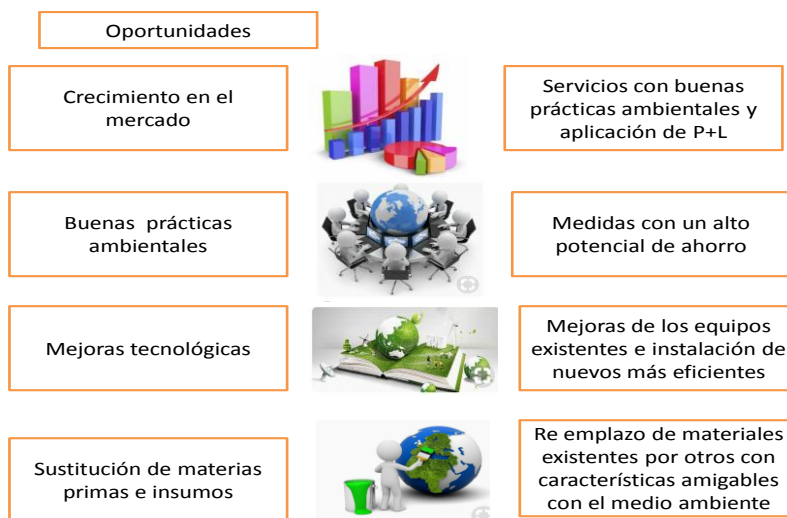 Oportunidades
Crecimiento en el
mercado
Servicios con buenas
prácticas ambientales y
aplicación de P+L
Buenas prácticas
ambientales
Medidas con un alto
potencial de ahorro
Mejoras tecnológicas
Mejoras de los equipos
existentes e instalación de
nuevos más eficientes
Sustitución de materias
primas e insumos
Re emplazo de materiales
existentes por otros con
características amigables
con el medio ambiente